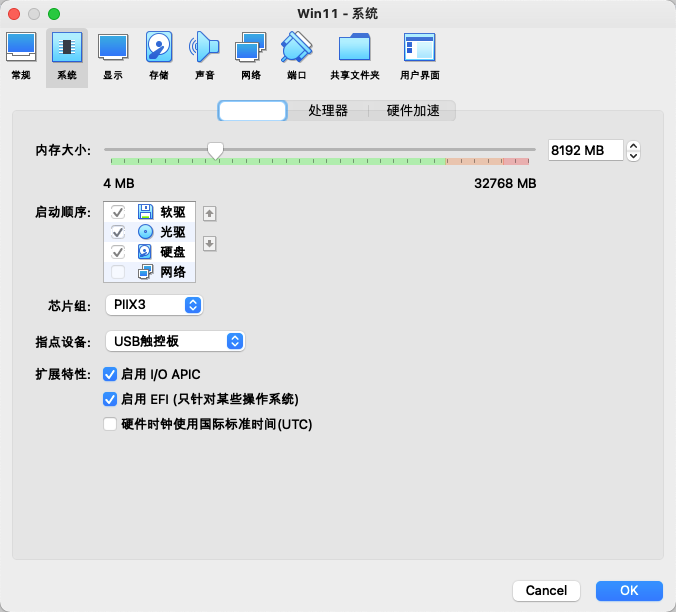 Win11 - 系统
常规 系统 显示 存储 声音 网络 端口 共享文件夹 用户界面
处理器 硬件加速
内存大小: 8192 MB
4 MB 32768 MB
启动顺序: 软驱
光驱
硬盘
网络
芯片组: PIIX3
指点设备: USB触控板
扩展特性: 启用 I/O APIC
启用 EFI (只针对某些操作系统)
硬件时钟使用国际标准时间(UTC)
Cancel OK